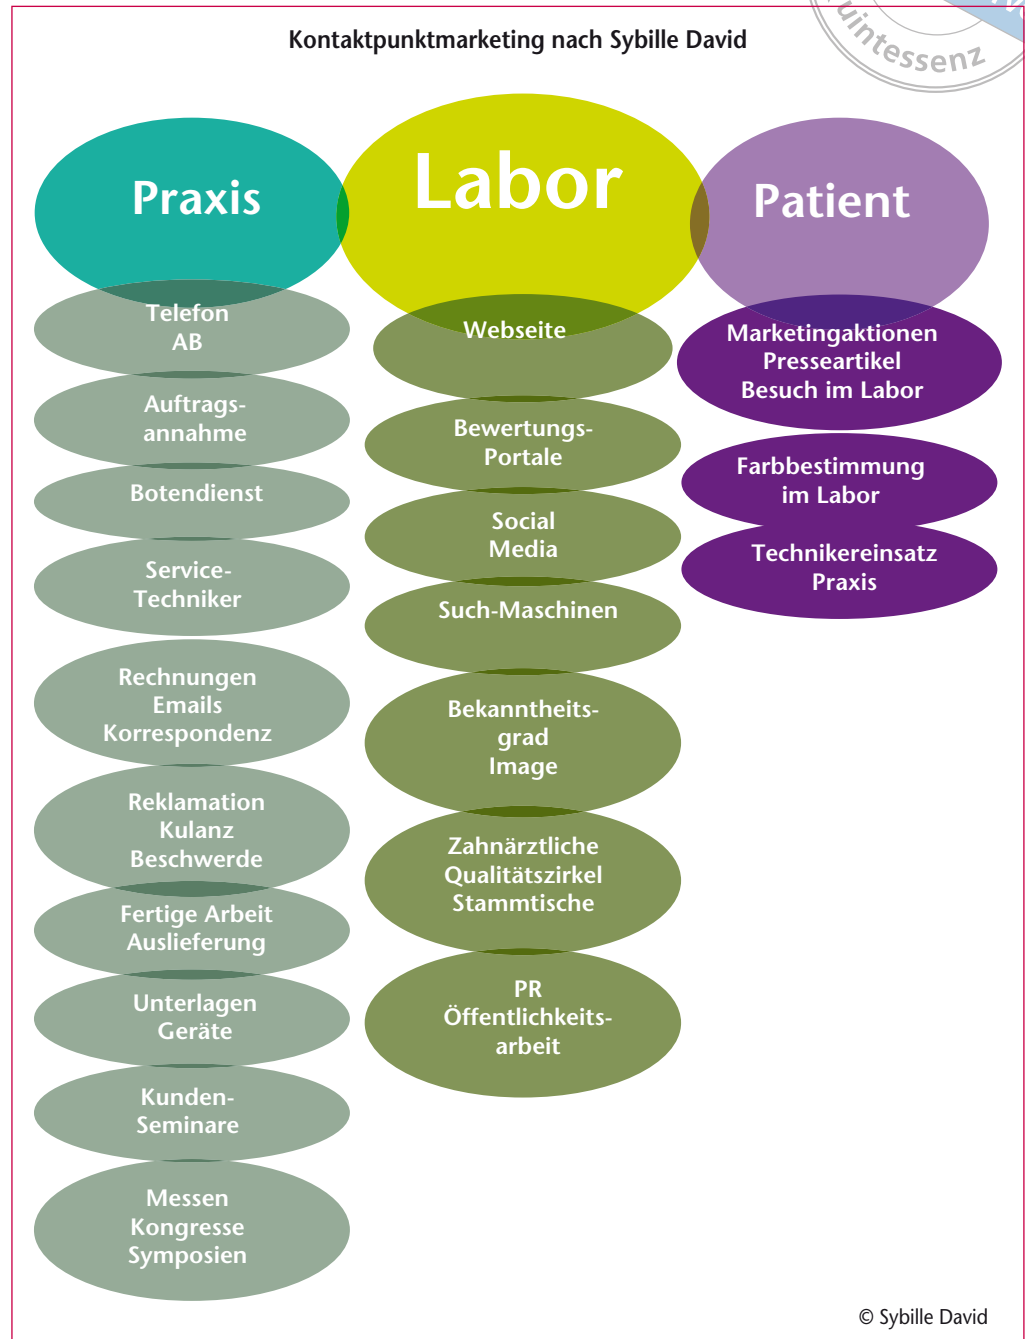 Kontaktpunktmarketing nach Sybille David
uintessenz
Praxis
Telefon
AB
Auftrags-
annahme
Botendienst
Service-
Techniker
Rechnungen
Emails
Korrespondenz
Reklamation
Kulanz
Beschwerde
Fertige Arbeit
Auslieferung
Unterlagen
Geräte
Kunden-
Seminare
Messen
Kongresse
Symposien
Labor
Webseite
Bewertungs-
Portale
Social
Media
Such-Maschinen
Bekanntheits-
grad
Image
Zahnärztliche
Qualitätszirkel
Stammtische
PR
Öffentlichkeits-
arbeit
Patient
Marketingaktionen
Presseartikel
Besuch im Labor
Farbbestimmung
im Labor
Technikereinsatz
Praxis
© Sybille David